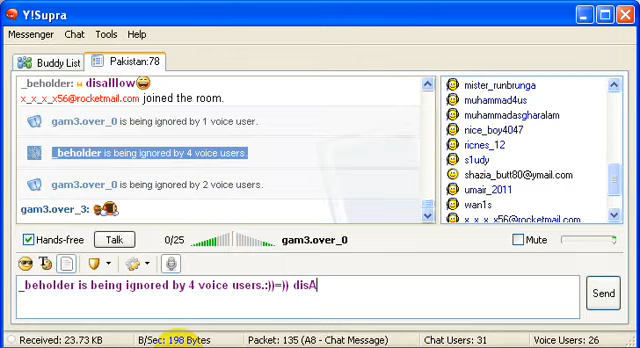 Y!Supra
Messenger Chat Tools Help
Buddy List Pakistan:78
_beholder: disalllow
x_x_x_x56@rocketmail.com joined the room.
gam3.over_0 is being ignored by 1 voice user.
_beholder is being ignored by 4 voice users.
gam3.over_0 is being ignored by 2 voice users.
gam3.over_3:
mister_runbrunga
muhammad4us
muhammadasgharalam
nice_boy4047
ricnes_12
s1udy
shazia_butt80@ymail.com
umair_2011
wan1s
x_x_x_x56@rocketmail.com
Hands-free Talk 0/25 gam3.over_0 Mute
_beholder is being ignored by 4 voice users.:))=)) disA
Send
Received: 23.73 KB B/Sec: 198 Bytes Packet: 135 (A8 - Chat Message) Chat Users: 31 Voice Users: 26